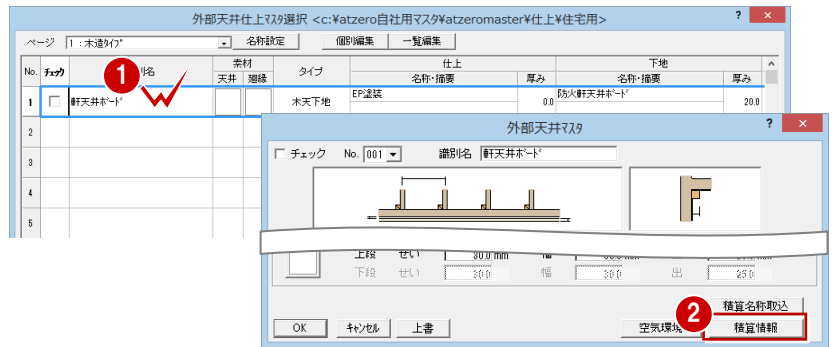 外部天井仕上ﾏｽﾀ選択 <c:¥atzero自社用マスタ¥atzeromaster¥仕上¥住宅用>
ページ 1：木造ﾀｲﾌﾟ 名称設定 個別編集 一覧編集
No. ﾁｪｯｸ 別名 素材 タイプ 仕上 下地
天井 廻縁 名称・摘要 厚み 名称・摘要 厚み
1
1 軒天井ﾎﾞｰﾄﾞ 木天下地 EP塗装 0.0 防火軒天井ﾎﾞｰﾄﾞ 20.0
2
3
4
5
外部天井ﾏｽﾀ
チェック No. 001 識別名 軒天井ﾎﾞｰﾄﾞ
上段 せい 30.0 mm 幅 mm 出 mm
下段 せい 30.0 幅 30.0 出 25.0
2
積算名称取込
OK ｷｬﾝｾﾙ 上書 空気環境 積算情報